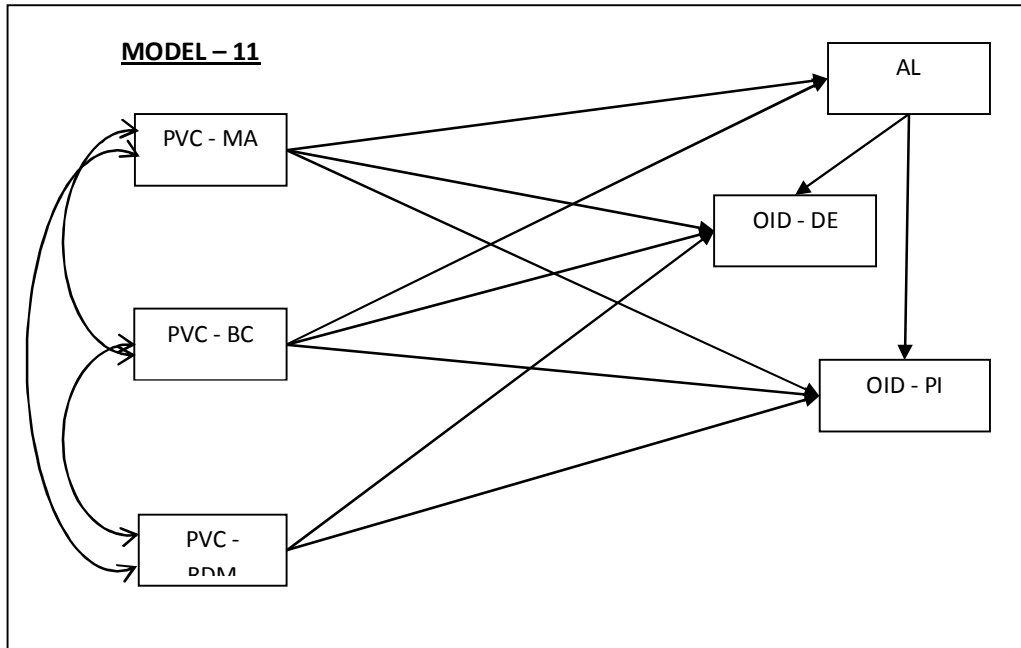 MODEL – 11
AL
PVC - MA
OID - DE
PVC - BC
OID - PI
PVC -